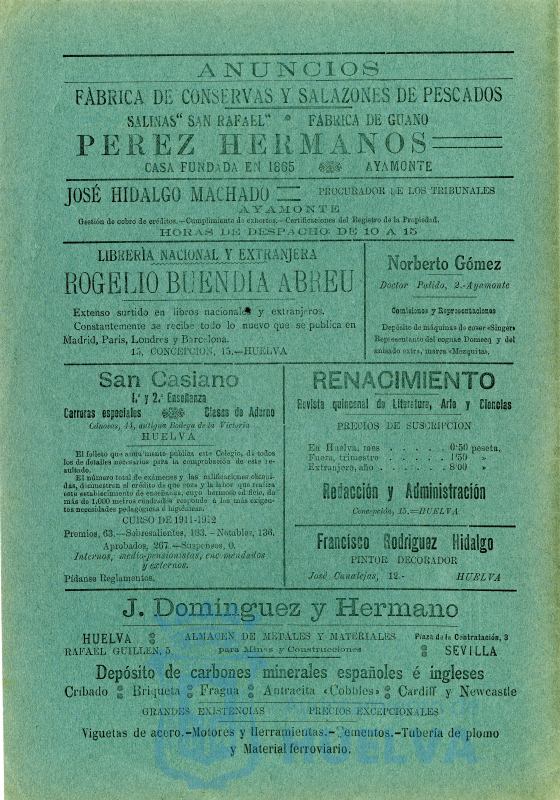 ANUNCIOS
FÁBRICA DE CONSERVAS Y SALAZONES DE PESCADOS
SALINAS "SAN RAFAEL" FÁBRICA DE GUANO
PEREZ HERMANOS
CASA FUNDADA EN 1865 AYAMONTE
JOSÉ HIDALGO MACHADO PROCURADOR DE LOS TRIBUNALES
AYAMONTE
Gestión de cobro de créditos.—Cumplimiento de exhortos.—Certificaciones del Registro de la Propiedad.
HORAS DE DESPACHO: DE 10 A 15
LIBRERÍA NACIONAL Y EXTRANJERA
ROGELIO BUENDÍA ABREU
Extenso surtido en libros nacionales y extranjeros.
Constantemente se recibe todo lo nuevo que se publica en
Madrid, París, Londres y Barcelona.
15, CONCEPCION, 15.—HUELVA
Norberto Gómez
Doctor Pulido, 2.-Ayamonte
Comisiones y Representaciones
Depósito de máquinas de coser «Singer»
Representante del cognac Domecq y del
anisado extra, marca «Mezquita».
San Casiano
1.ª y 2.ª Enseñanza
Carreras especiales Clases de Adorno
Cánovas, 44, antigua Bodega de la Victoria
HUELVA
El folleto que anualmente publica este Colegio, da todos
los detalles necesarios para la comprobación de este re-
sultado.
El número total de exámenes y las calificaciones obteni-
das, demuestran el crédito de que goza y la labor que realiza
este establecimiento de enseñanza, cuyo hermoso edificio, de
más de 1.000 metros cuadrados responde á las más exigen-
tes necesidades pedagógicas é higiénicas.
CURSO DE 1911-1912
Premios, 63.—Sobresalientes, 183.—Notables, 136.
Aprobados, 267.—Suspensos, 0.
Internos, medio-pensionistas, encomendados
y externos.
Pídanse Reglamentos.
RENACIMIENTO
Revista quincenal de Literatura, Arte y Ciencias
PRECIOS DE SUSCRIPCIÓN
En Huelva, mes . . . . . 0'50 peseta.
Fuera, trimestre . . . . . 1'50 »
Extranjero, año . . . . . 8'00 »
Redacción y Administración
Concepción, 15.—HUELVA
Francisco Rodríguez Hidalgo
PINTOR DECORADOR
José Canalejas, 12.- HUELVA
J. Domínguez y Hermano
HUELVA ALMACEN DE METALES Y MATERIALES Plaza de la Contratación, 3
RAFAEL GUILLEN, 5 para Minas y Construcciones SEVILLA
Depósito de carbones minerales españoles é ingleses
Cribado Briqueta Fragua Antracita «Cobbles» Cardiff y Newcastle
GRANDES EXISTENCIAS PRECIOS EXCEPCIONALES
Viguetas de acero.-Motores y Herramientas.-Cementos.-Tubería de plomo
y Material ferroviario.
HUELVA